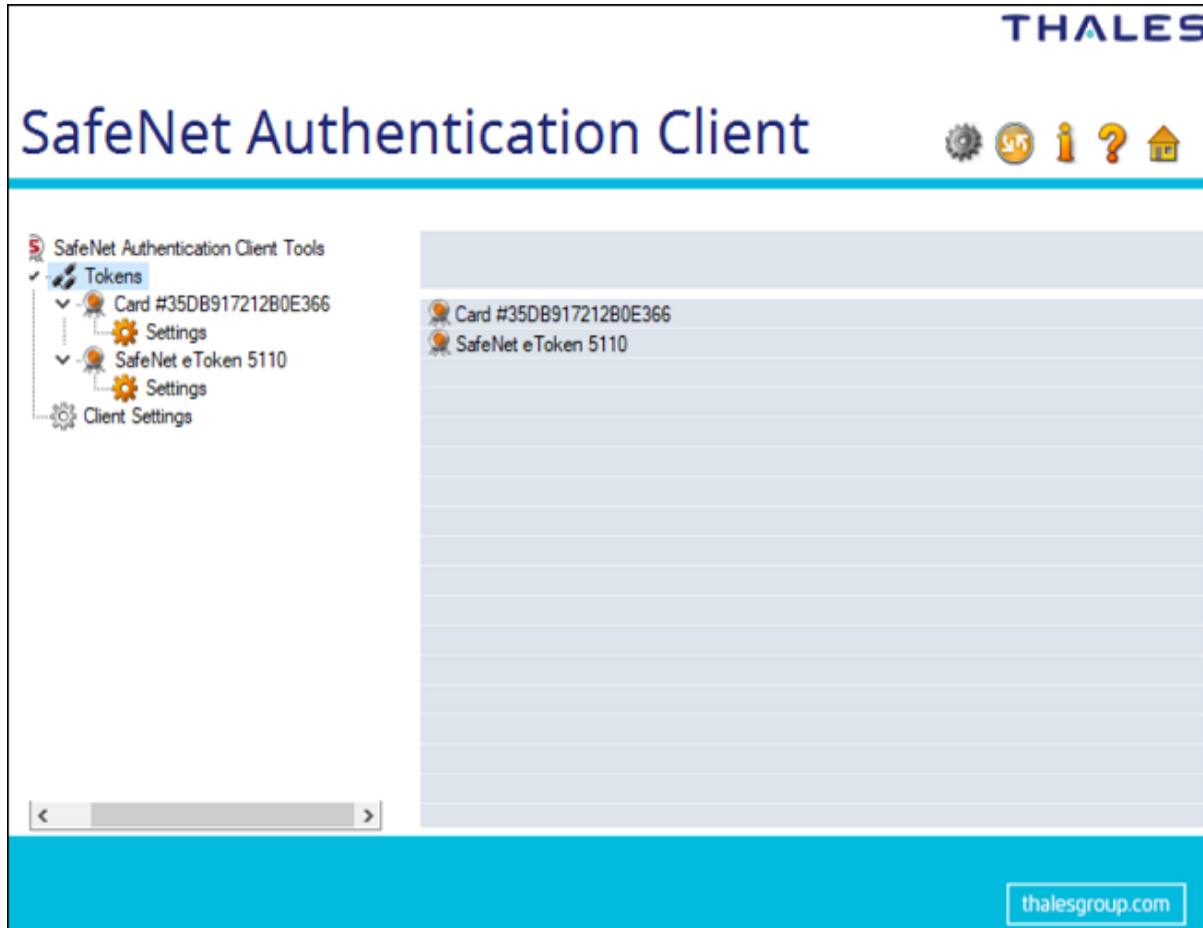 THALES
SafeNet Authentication Client
SafeNet Authentication Client Tools
Tokens
Card #35DB917212B0E366
Settings
SafeNet eToken 5110
Settings
Client Settings
Card #35DB917212B0E366
SafeNet eToken 5110
thalesgroup.com